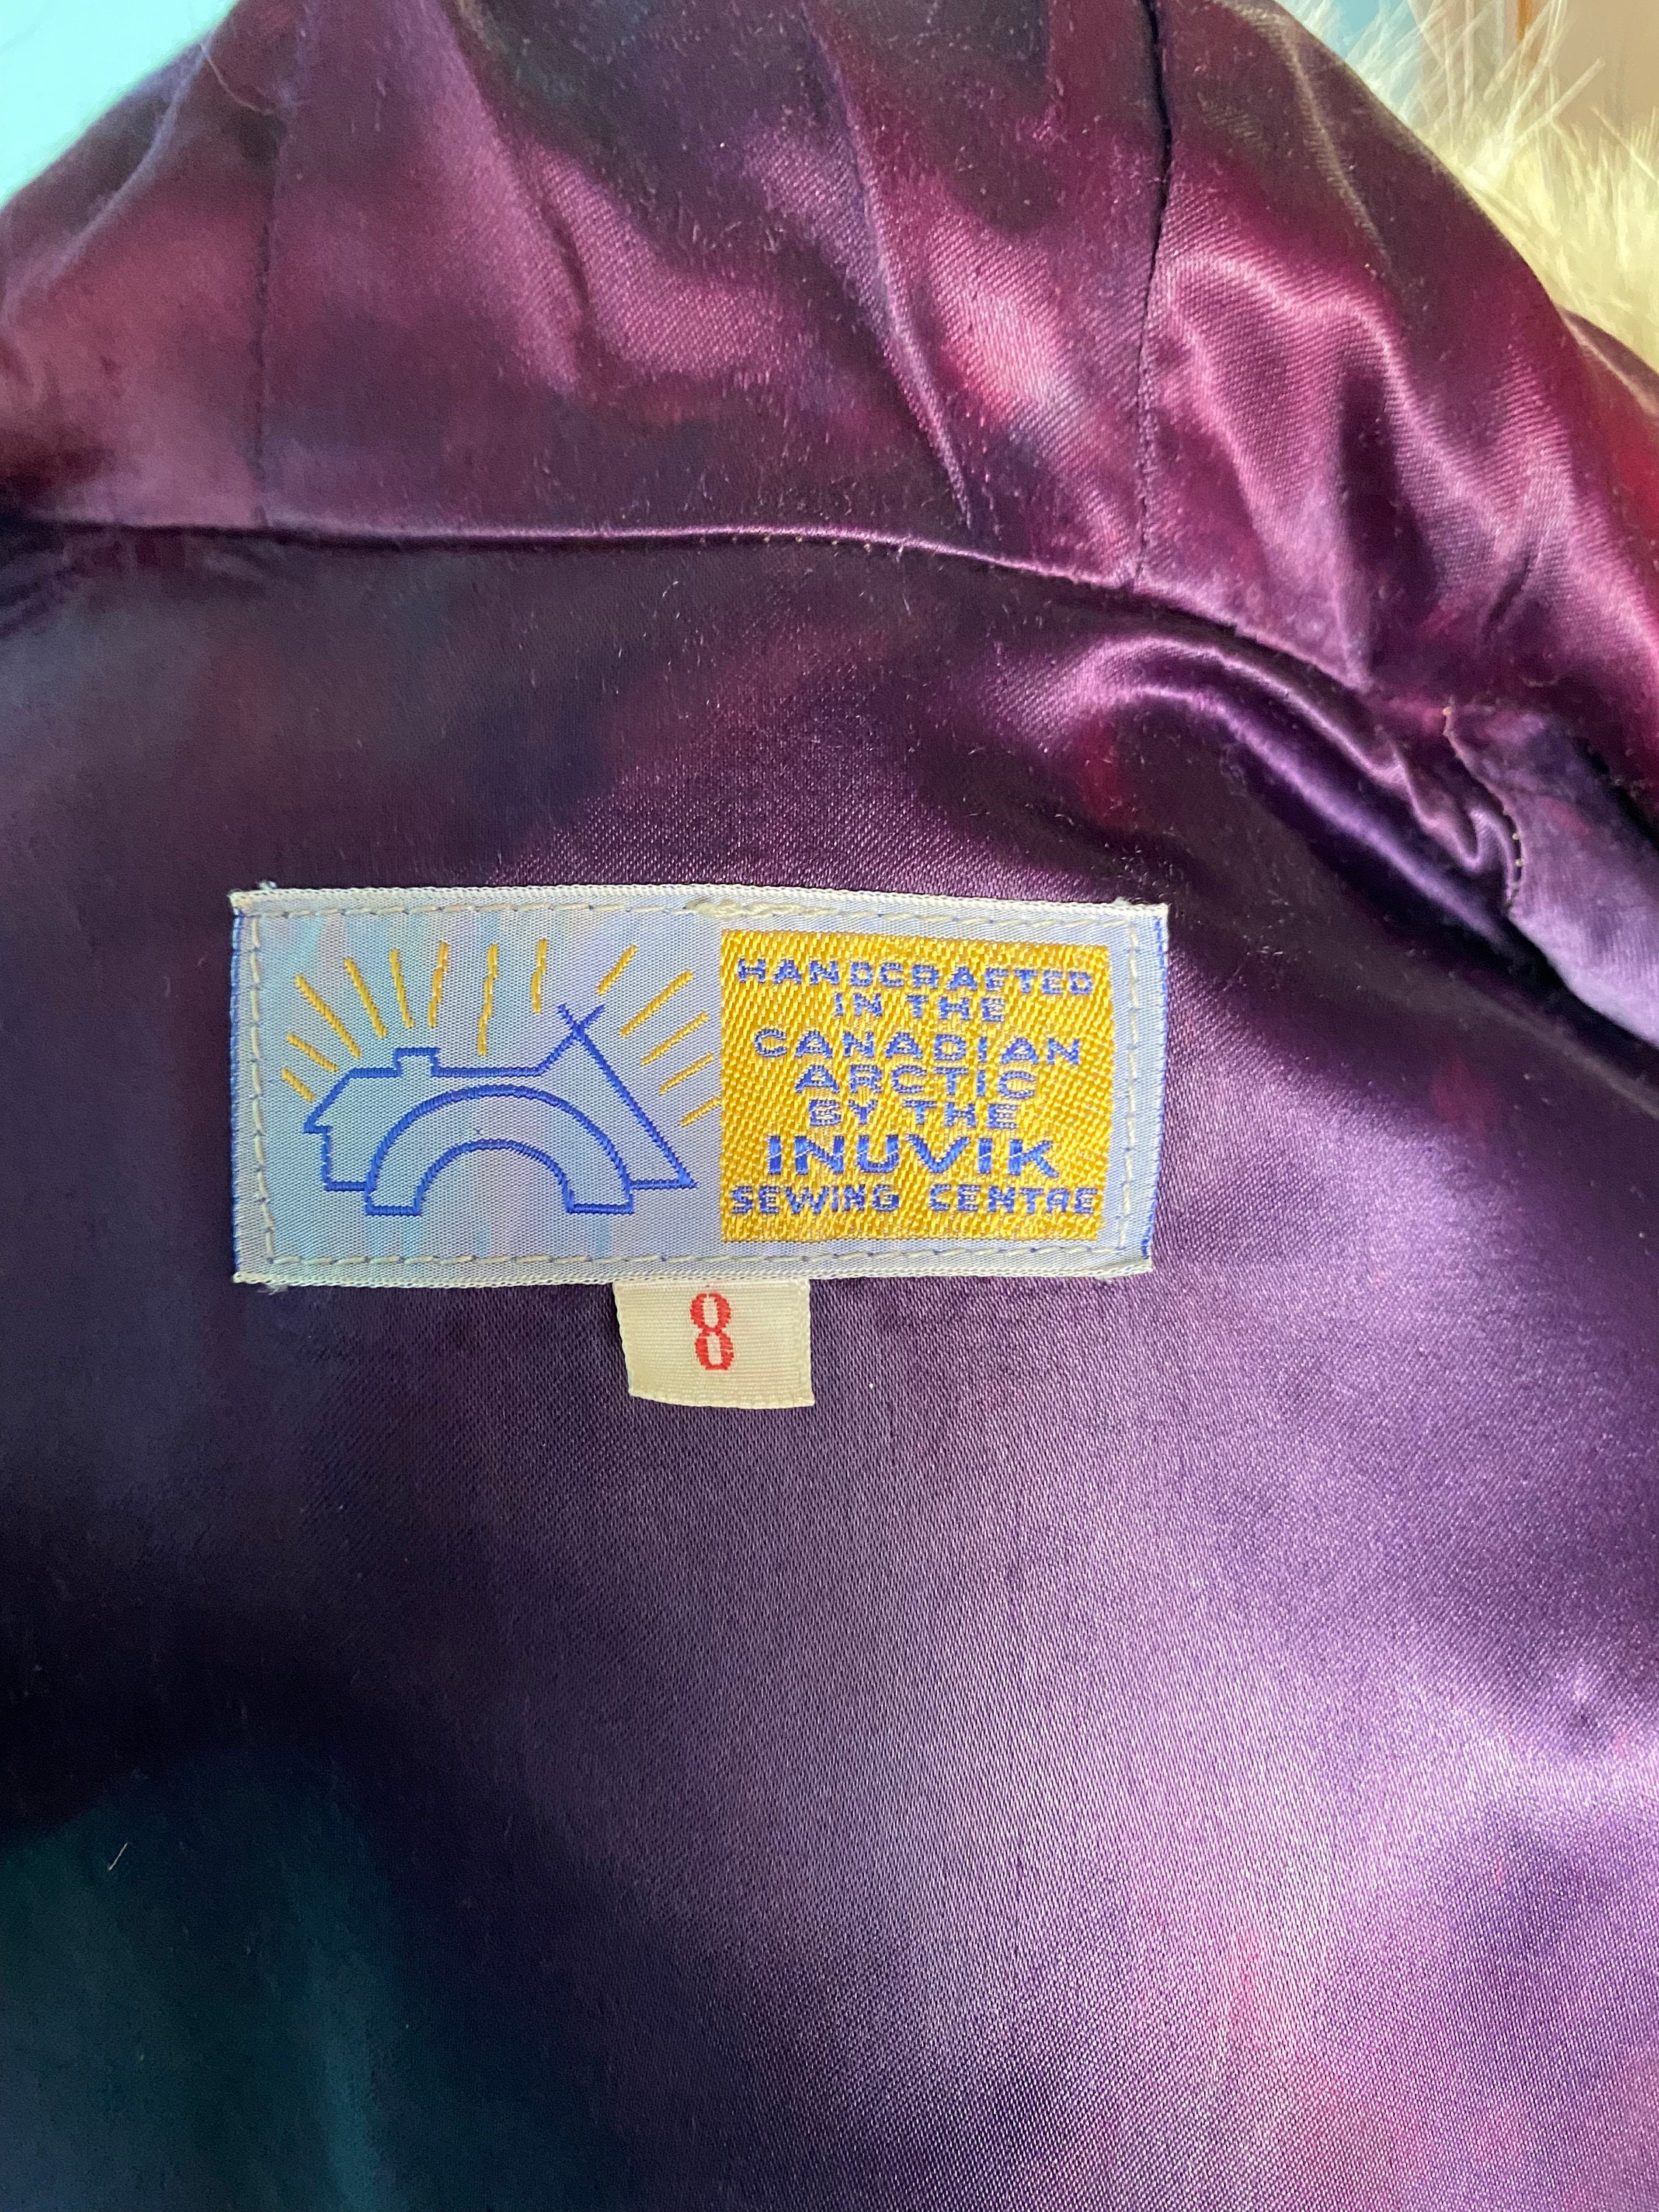 HANDCRAFTED
IN THE
CANADIAN
ARCTIC
BY THE
INUVIK
SEWING CENTRE
8